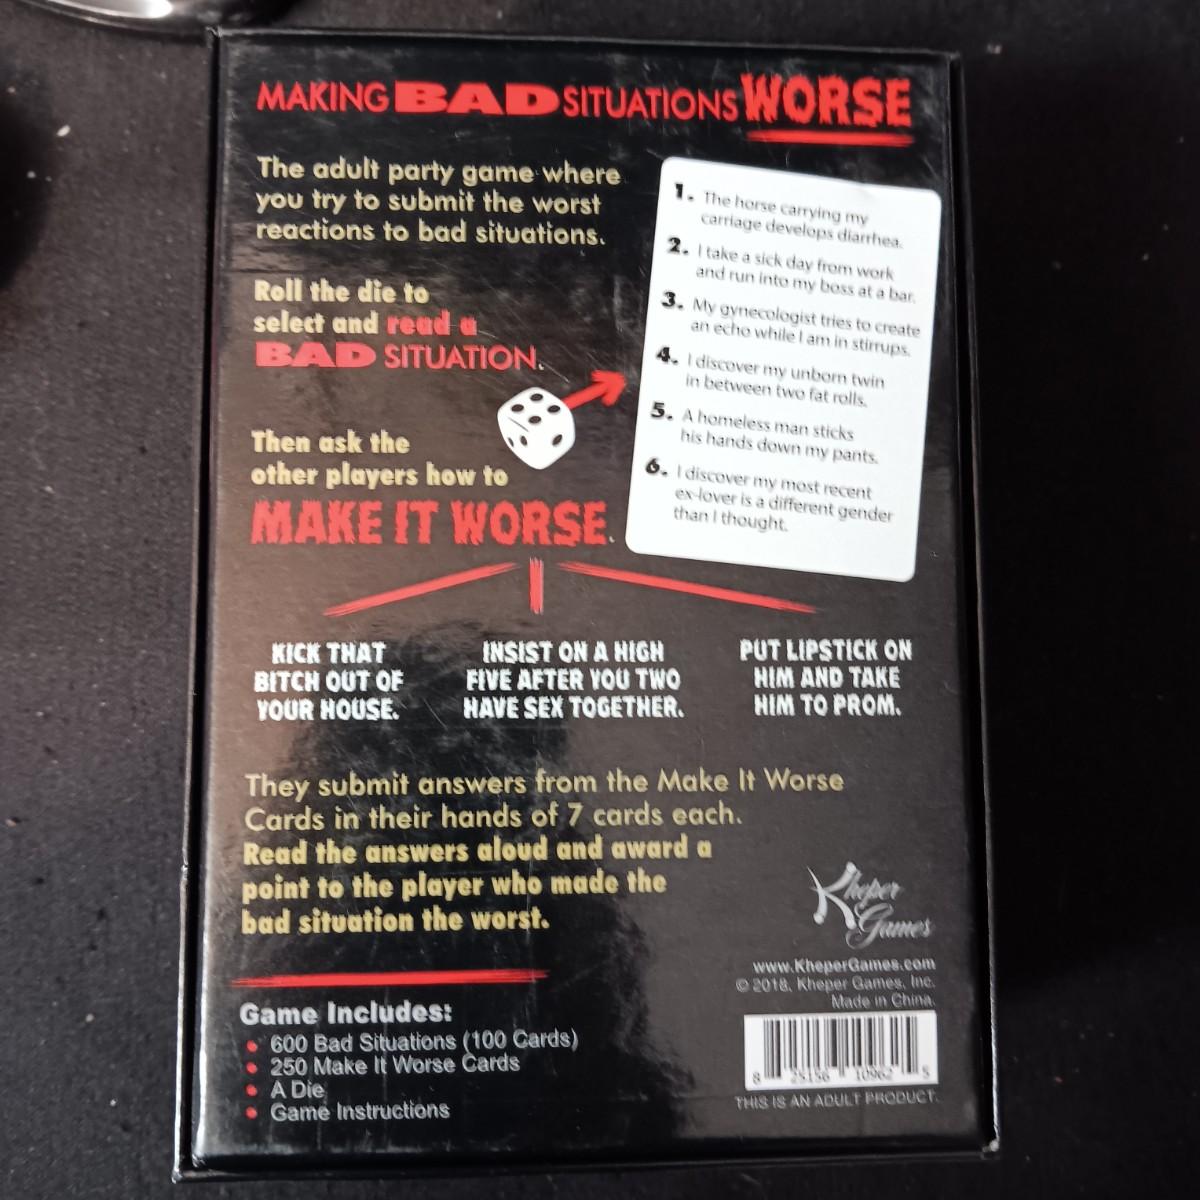 MAKING BAD SITUATIONS WORSE
The adult party game where
you try to submit the worst
reactions to bad situations.
Roll the die to
select and read a
BAD SITUATION.
Then ask the
other players how to
MAKE IT WORSE.
1. The horse carrying my
carriage develops diarrhea.
2. I take a sick day from work
and run into my boss at a bar.
3. My gynecologist tries to create
an echo while I am in stirrups.
4. I discover my unborn twin
in between two fat rolls.
5. A homeless man sticks
his hands down my pants.
6. I discover my most recent
ex-lover is a different gender
than I thought.
KICK THAT
BITCH OUT OF
YOUR HOUSE.
INSIST ON A HIGH
FIVE AFTER YOU TWO
HAVE SEX TOGETHER.
PUT LIPSTICK ON
HIM AND TAKE
HIM TO PROM.
They submit answers from the Make It Worse
Cards in their hands of 7 cards each.
Read the answers aloud and award a
point to the player who made the
bad situation the worst.
Kheper
Games
www.KheperGames.com
© 2018, Kheper Games, Inc.
Made in China.
8 25156 10962 5
THIS IS AN ADULT PRODUCT.
Game Includes:
• 600 Bad Situations (100 Cards)
• 250 Make It Worse Cards
• A Die
• Game Instructions